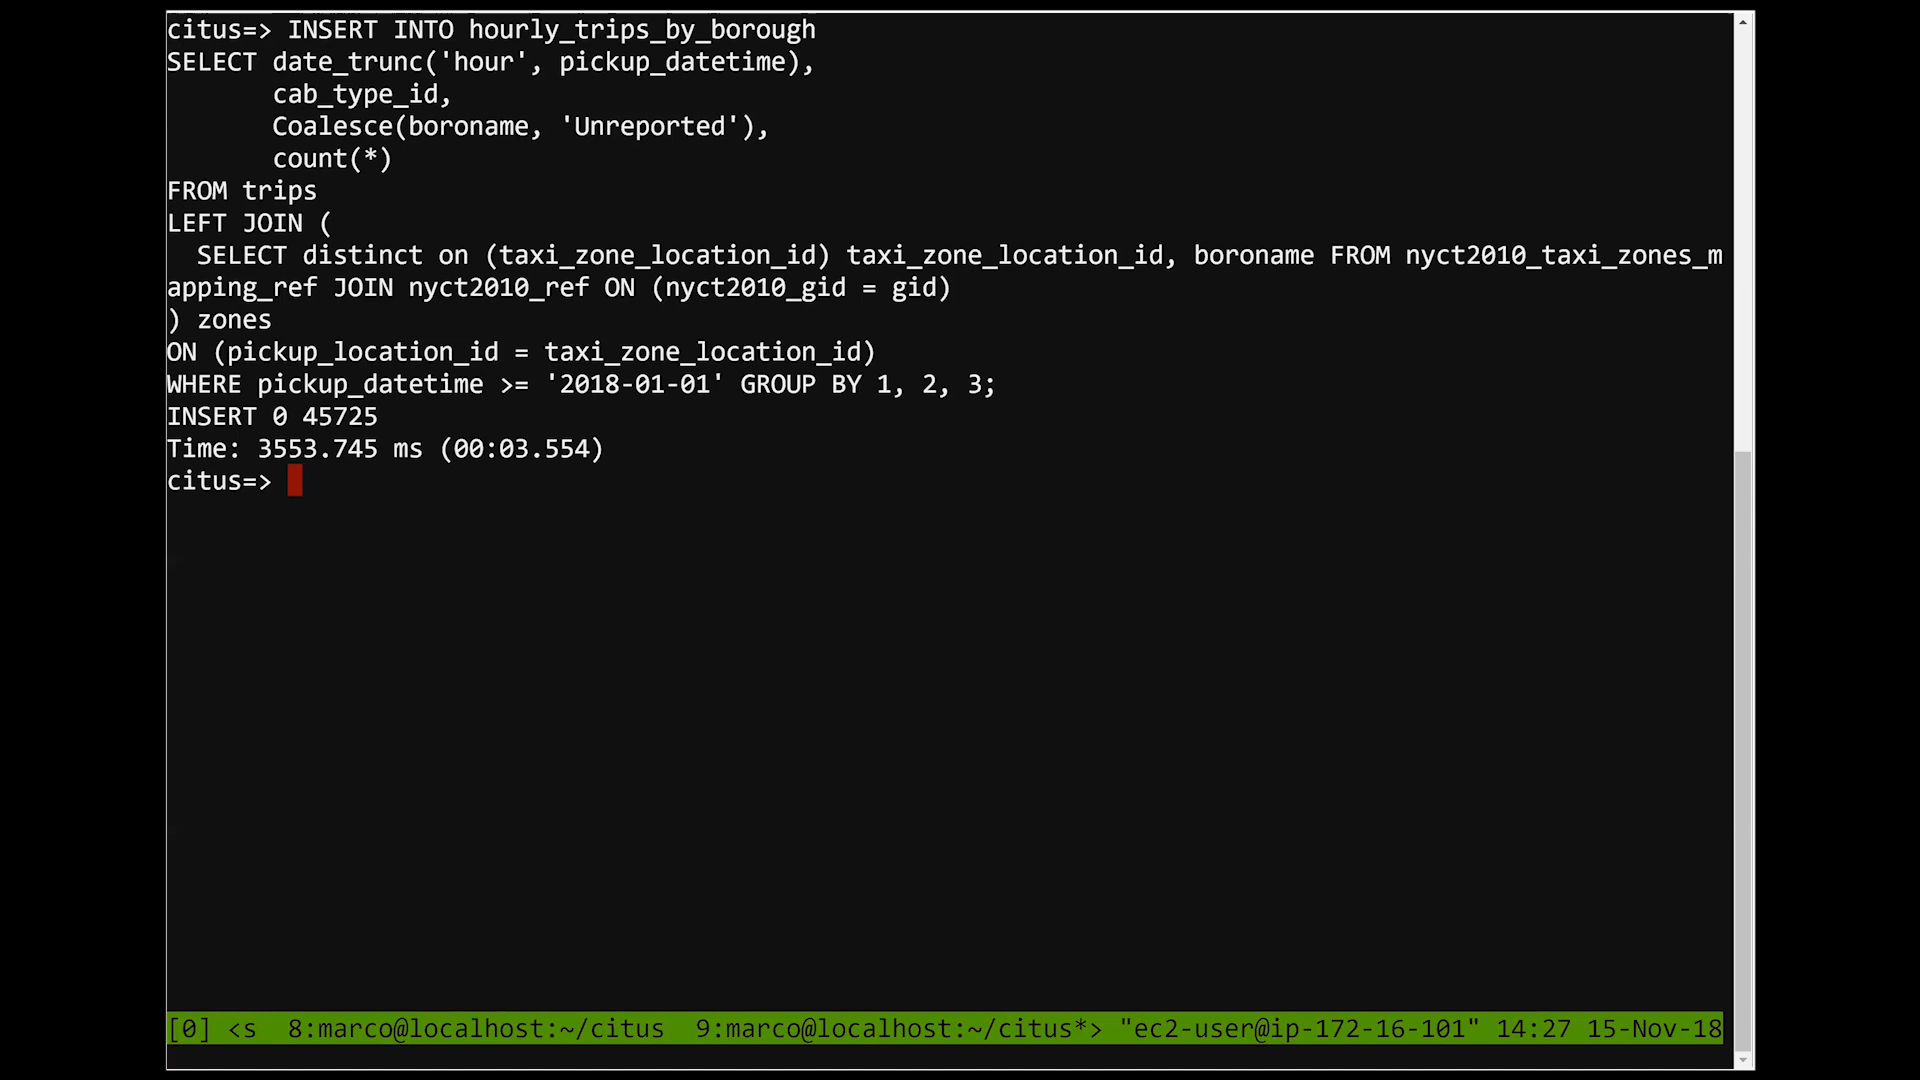 citus=> INSERT INTO hourly_trips_by_borough
SELECT date_trunc('hour', pickup_datetime),
       cab_type_id,
       Coalesce(boroname, 'Unreported'),
       count(*)
FROM trips
LEFT JOIN (
  SELECT distinct on (taxi_zone_location_id) taxi_zone_location_id, boroname FROM nyct2010_taxi_zones_m
apping_ref JOIN nyct2010_ref ON (nyct2010_gid = gid)
) zones
ON (pickup_location_id = taxi_zone_location_id)
WHERE pickup_datetime >= '2018-01-01' GROUP BY 1, 2, 3;
INSERT 0 45725
Time: 3553.745 ms (00:03.554)
citus=>
[0] <s  8:marco@localhost:~/citus  9:marco@localhost:~/citus*> "ec2-user@ip-172-16-101" 14:27 15-Nov-18